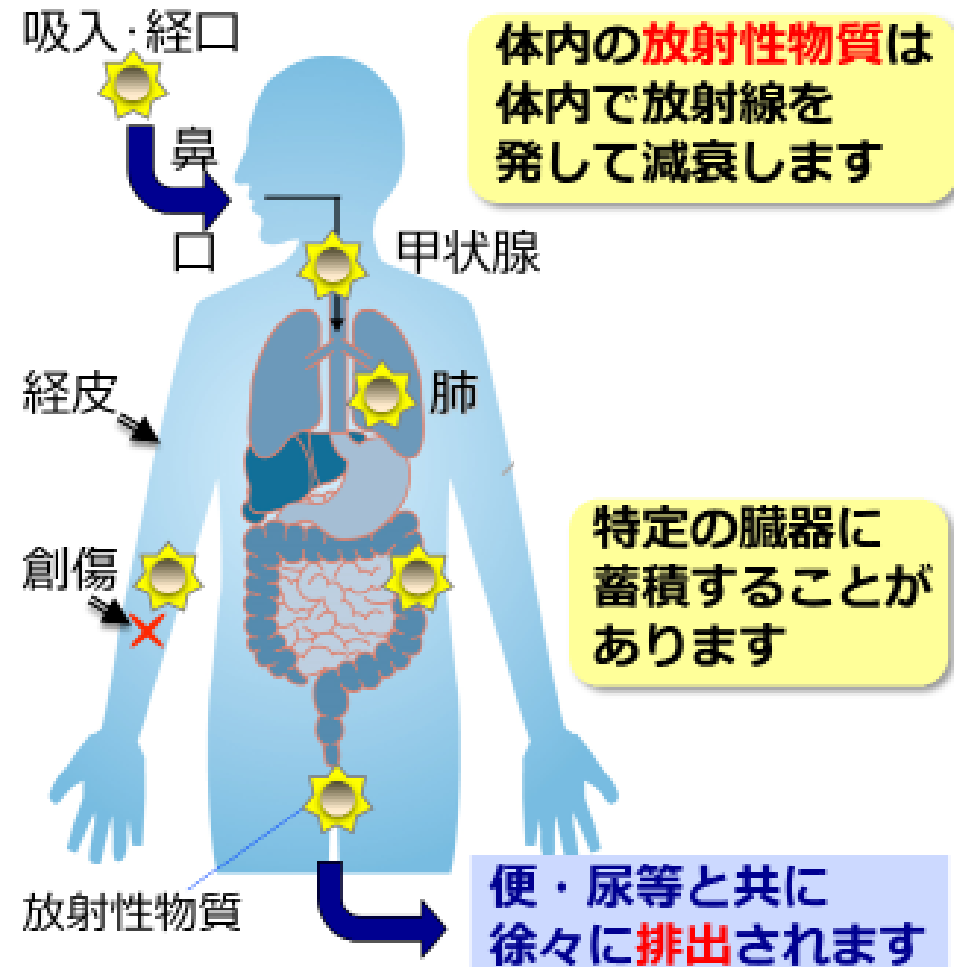 吸入・経口
鼻
口
体内の放射性物質は
体内で放射線を
発して減衰します
甲状腺
経皮
肺
創傷
特定の臓器に
蓄積することが
あります
放射性物質
便・尿等と共に
徐々に排出されます